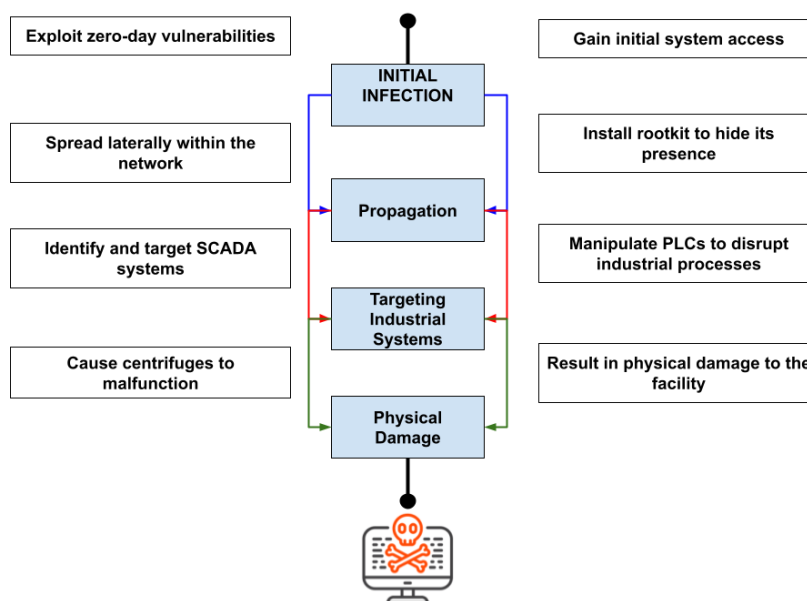 Exploit zero-day vulnerabilities
Gain initial system access
INITIAL
INFECTION
Spread laterally within the
network
Install rootkit to hide its
presence
Propagation
Identify and target SCADA
systems
Manipulate PLCs to disrupt
industrial processes
Targeting
Industrial
Systems
Cause centrifuges to
malfunction
Result in physical damage to the
facility
Physical
Damage